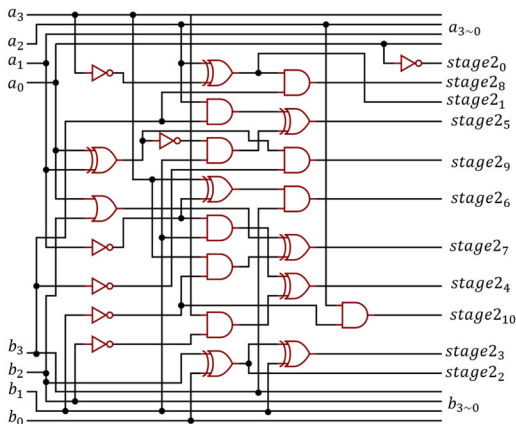 a₃
a₂
a₁
a₀
a₃~₀
stage2₀
stage2₈
stage2₁
stage2₅
stage2₉
stage2₆
stage2₇
stage2₄
stage2₁₀
b₃
b₂
b₁
b₀
stage2₃
stage2₂
b₃~₀